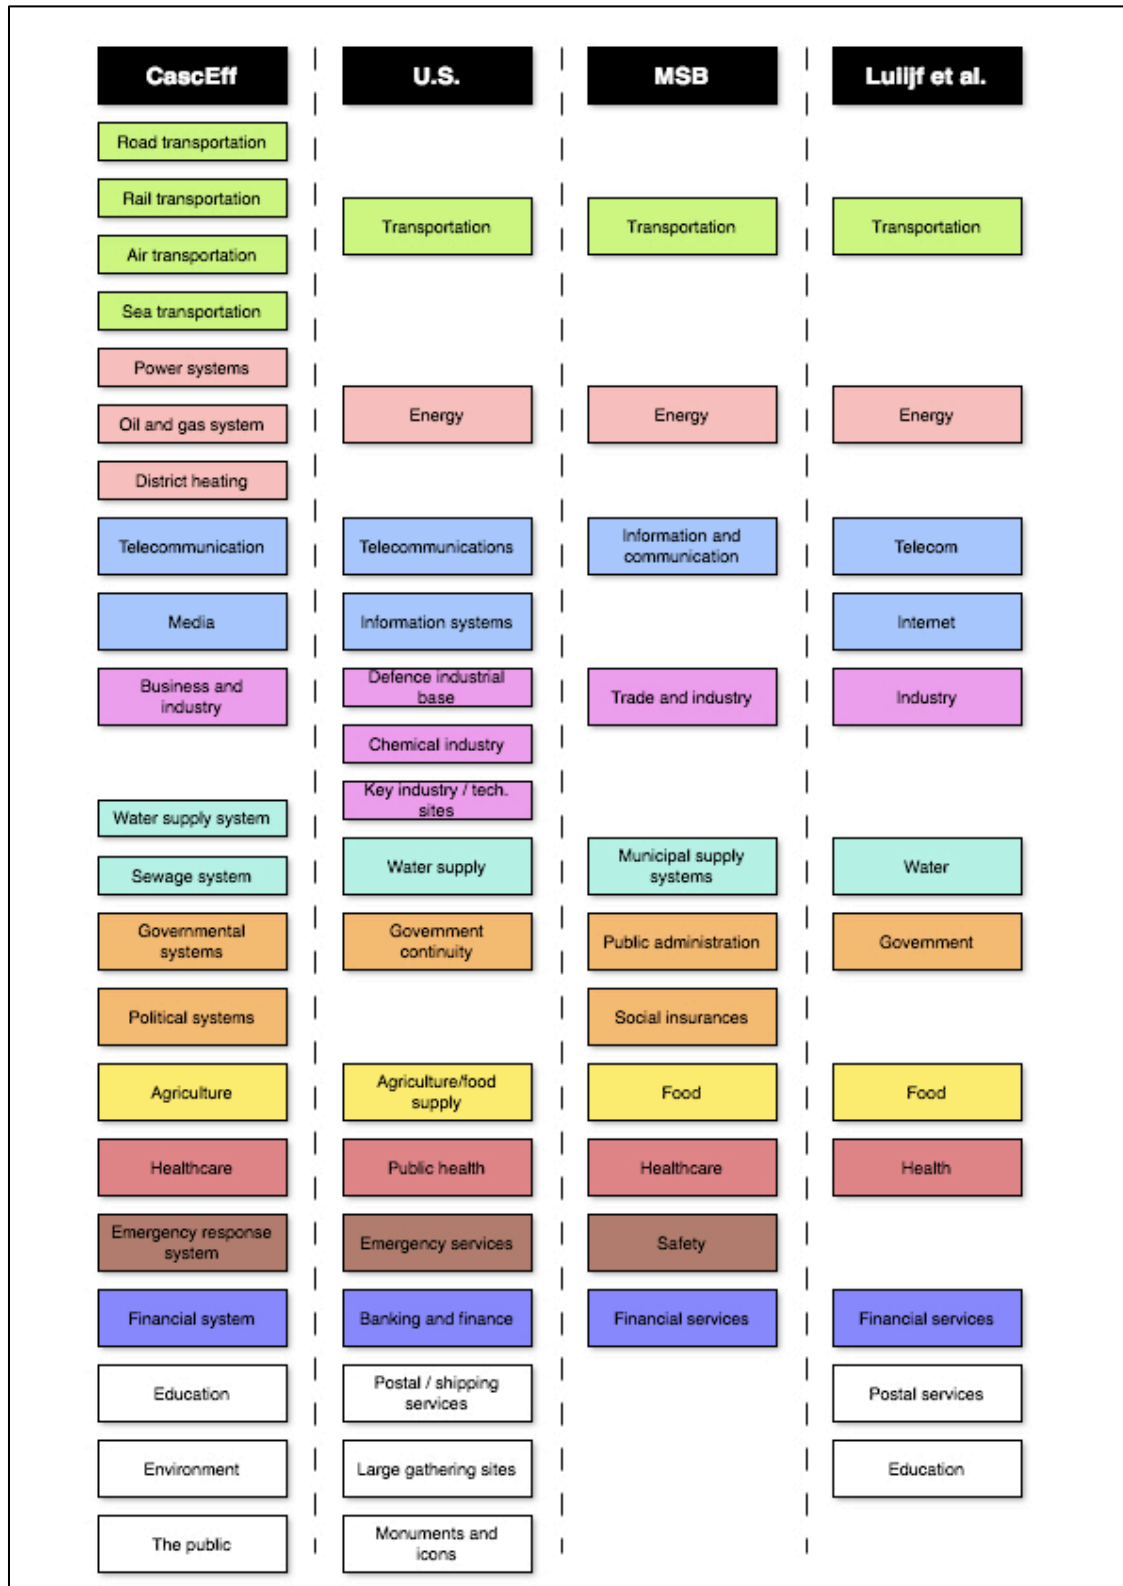 CascEff
U.S.
MSB
Luiijf et al.
Road transportation
Rail transportation
Air transportation
Sea transportation
Transportation
Transportation
Transportation
Power systems
Oil and gas system
District heating
Energy
Energy
Energy
Telecommunication
Telecommunications
Information and
communication
Telecom
Media
Information systems
Internet
Business and
industry
Defence industrial
base
Chemical industry
Key industry / tech.
sites
Trade and industry
Industry
Water supply system
Sewage system
Water supply
Municipal supply
systems
Water
Governmental
systems
Government
continuity
Public administration
Government
Political systems
Social insurances
Agriculture
Agriculture/food
supply
Food
Food
Healthcare
Public health
Healthcare
Health
Emergency response
system
Emergency services
Safety
Financial system
Banking and finance
Financial services
Financial services
Education
Postal / shipping
services
Postal services
Environment
Large gathering sites
Education
The public
Monuments and
icons